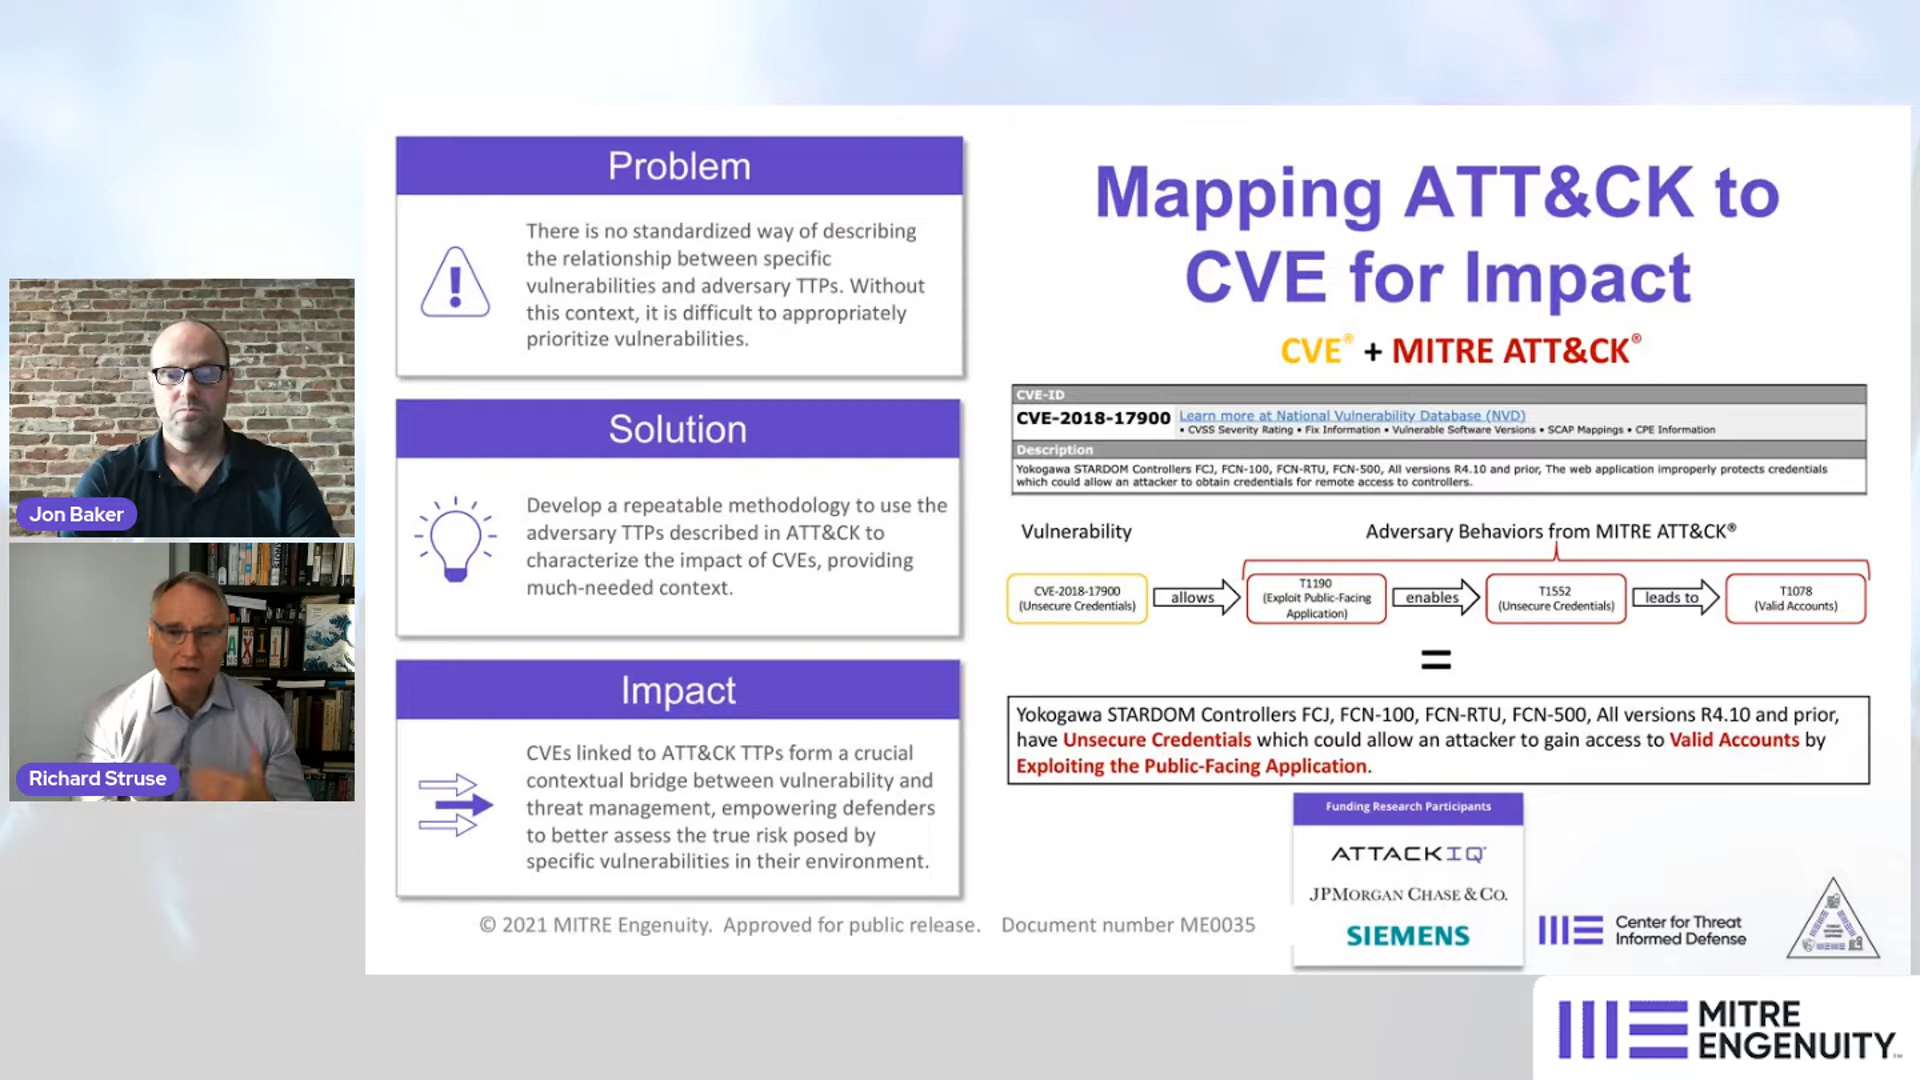 Problem
There is no standardized way of describing
the relationship between specific
vulnerabilities and adversary TTPs. Without
this context, it is difficult to appropriately
prioritize vulnerabilities.
Solution
Develop a repeatable methodology to use the
adversary TTPs described in ATT&CK to
characterize the impact of CVEs, providing
much-needed context.
Impact
CVEs linked to ATT&CK TTPs form a crucial
contextual bridge between vulnerability and
threat management, empowering defenders
to better assess the true risk posed by
specific vulnerabilities in their environment.
Mapping ATT&CK to
CVE for Impact
CVE® + MITRE ATT&CK®
CVE-ID
CVE-2018-17900 Learn more at National Vulnerability Database (NVD)
• CVSS Severity Rating • Fix Information • Vulnerable Software Versions • SCAP Mappings • CPE Information
Description
Yokogawa STARDOM Controllers FCJ, FCN-100, FCN-RTU, FCN-500, All versions R4.10 and prior, The web application improperly protects credentials
which could allow an attacker to obtain credentials for remote access to controllers.
Vulnerability
Adversary Behaviors from MITRE ATT&CK®
CVE-2018-17900
(Unsecure Credentials)
allows
T1190
(Exploit Public-Facing
Application)
enables
T1552
(Unsecure Credentials)
leads to
T1078
(Valid Accounts)
=
Yokogawa STARDOM Controllers FCJ, FCN-100, FCN-RTU, FCN-500, All versions R4.10 and prior,
have Unsecure Credentials which could allow an attacker to gain access to Valid Accounts by
Exploiting the Public-Facing Application.
Funding Research Participants
ATTACKIQ
JPMORGAN CHASE & CO.
SIEMENS
Center for Threat
Informed Defense
© 2021 MITRE Engenuity. Approved for public release. Document number ME0035
Jon Baker
Richard Struse
MITRE
ENGENUITY